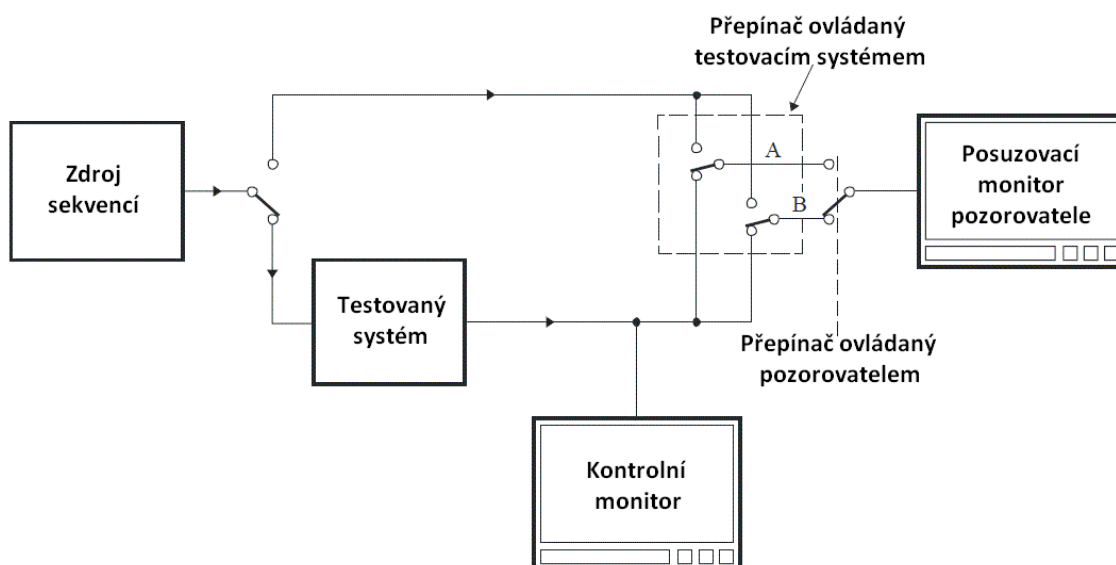 Přepínač ovládaný
testovacím systémem
Zdroj
sekvencí
A
B
Posuzovací
monitor
pozorovatele
Testovaný
systém
Přepínač ovládaný
pozorovatelem
Kontrolní
monitor